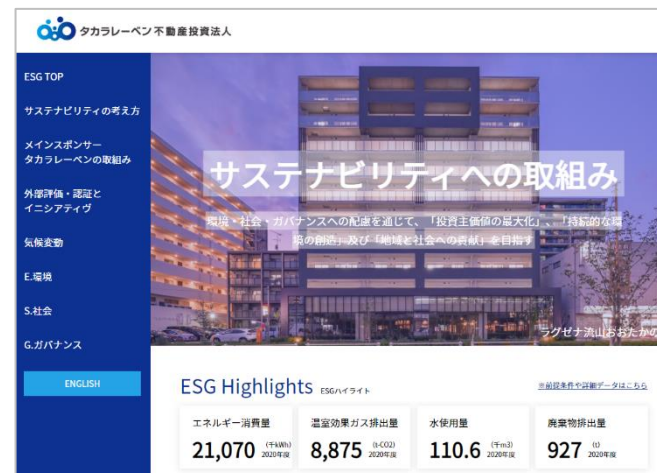 タカラレーベン不動産投資法人
ESG TOP
サステナビリティの考え方
メインスポンサー
タカラレーベンの取組み
外部評価・認証と
イニシアティヴ
気候変動
E.環境
S.社会
G.ガバナンス
ENGLISH
サステナビリティへの取組み
環境・社会・ガバナンスへの配慮を通じて、「投資主価値の最大化」、「持続的な環
境の創造」及び「地域と社会への貢献」を目指す
ラグゼナ流山おおたかの
ESG Highlights ESGハイライト
※前提条件や詳細データはこちら
エネルギー消費量
21,070 (千kWh) 2020年度
温室効果ガス排出量
8,875 (t-CO2) 2020年度
水使用量
110.6 (千m3) 2020年度
廃棄物排出量
927 (t) 2020年度